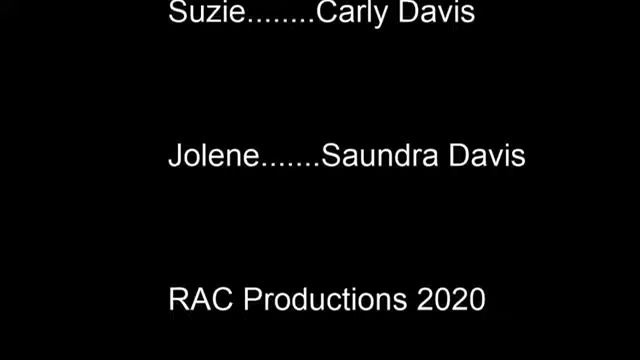 Suzie........Carly Davis
Jolene.......Saundra Davis
RAC Productions 2020